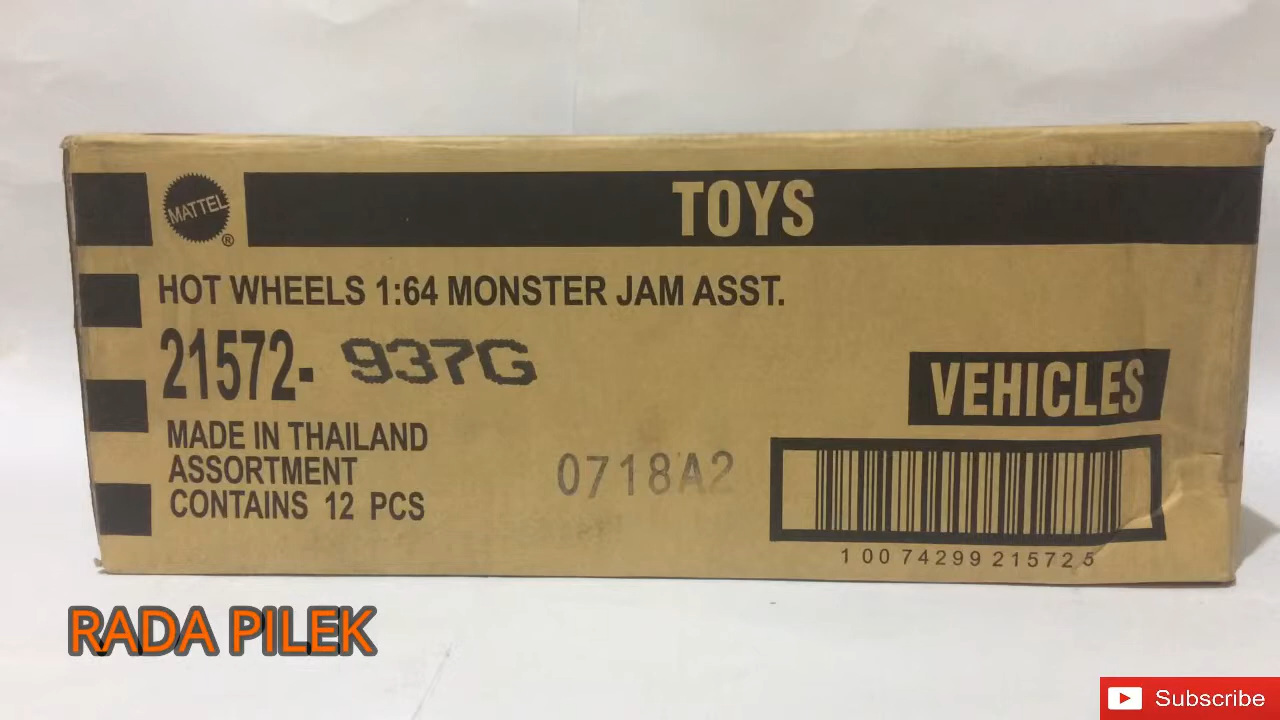 MATTEL
®
TOYS
HOT WHEELS 1:64 MONSTER JAM ASST.
21572- 937G
VEHICLES
MADE IN THAILAND
ASSORTMENT
CONTAINS 12 PCS
0718A2
1 00 74299 21572 5
RADA PILEK
Subscribe